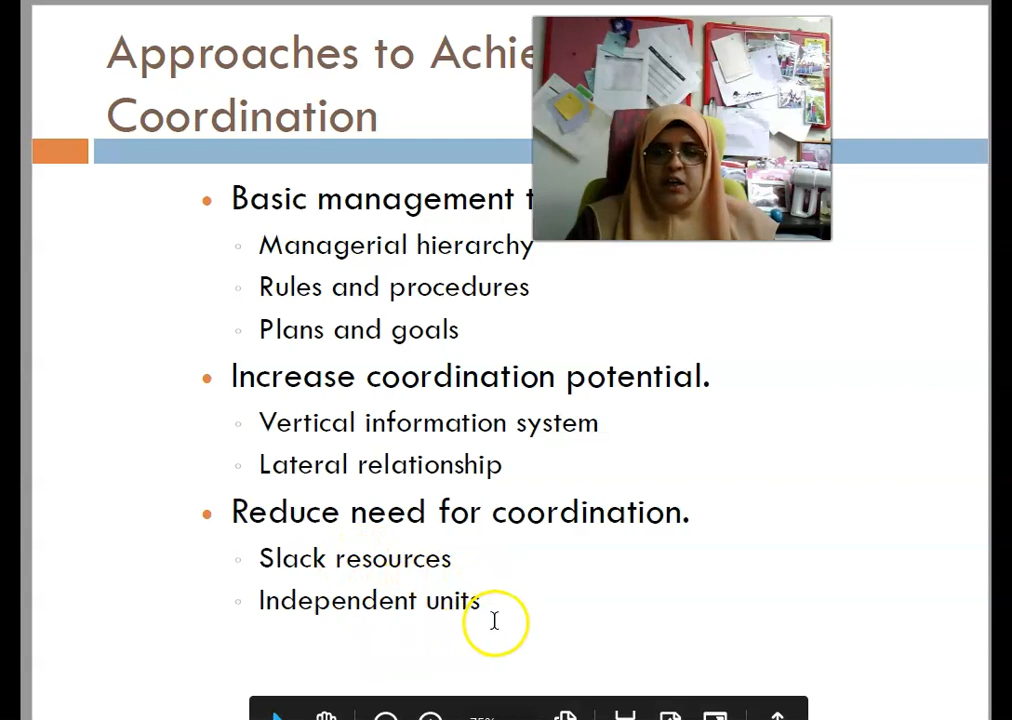 Approaches to Achie
Coordination
Basic management t
Managerial hierarchy
Rules and procedures
Plans and goals
Increase coordination potential.
Vertical information system
Lateral relationship
Reduce need for coordination.
Slack resources
Independent units